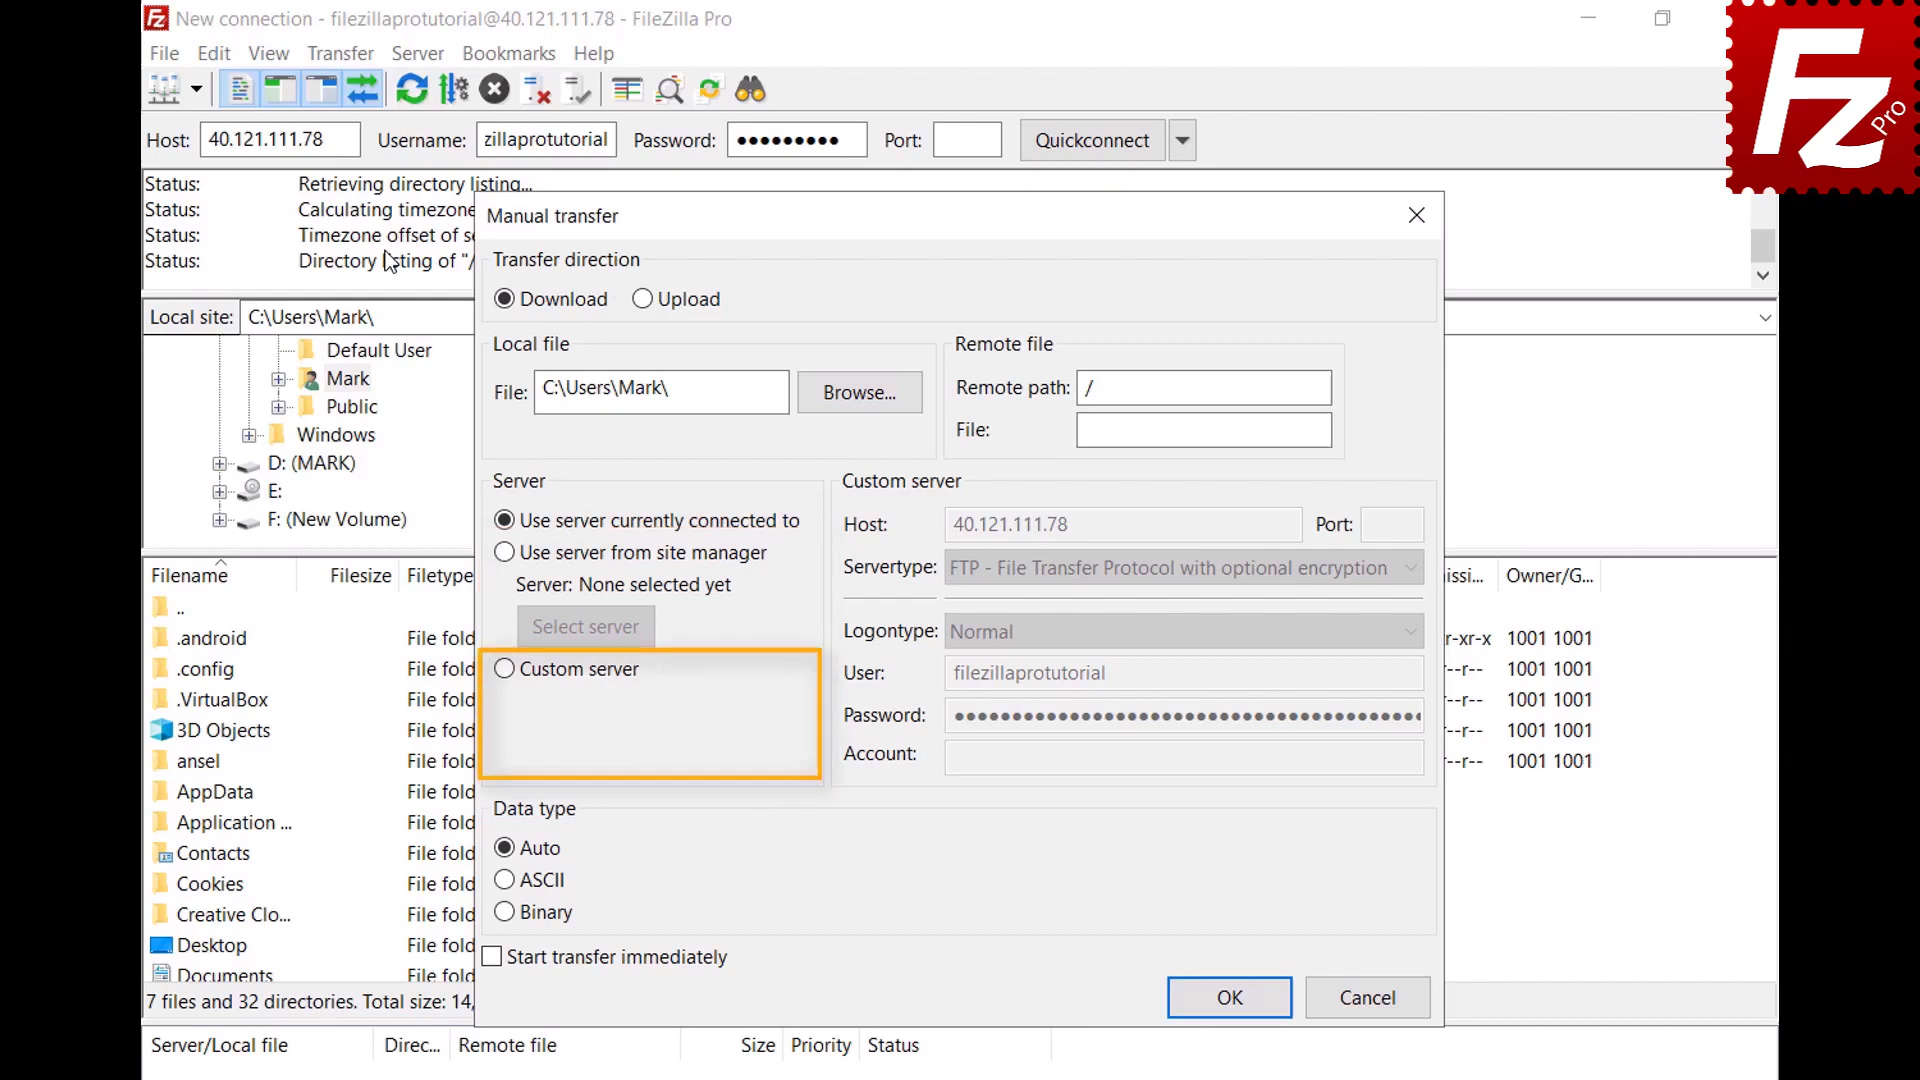 New connection - filezillaprotutorial@40.121.111.78 - FileZilla Pro
File Edit View Transfer Server Bookmarks Help
Host: 40.121.111.78 Username: zillaprotutorial Password: ●●●●●●●●● Port: Quickconnect
Fz Pro
Status: Retrieving directory listing...
Status: Calculating timezone
Status: Timezone offset of se
Status: Directory listing of "/
Manual transfer
Transfer direction
Download Upload
Local site: C:\Users\Mark\
Default User
Mark
Public
Windows
D: (MARK)
E:
F: (New Volume)
Local file
File: C:\Users\Mark\ Browse...
Remote file
Remote path: /
File:
Server
Use server currently connected to
Use server from site manager
Server: None selected yet
Select server
Custom server
Custom server
Host: 40.121.111.78 Port:
Servertype: FTP - File Transfer Protocol with optional encryption
Logontype: Normal
User: filezillaprotutorial
Password: ●●●●●●●●●●●●●●●●●●●●●●●●●●●●●●●●●●●●●●●●
Account:
Data type
Auto
ASCII
Binary
Start transfer immediately
OK Cancel
Filename Filesize Filetype
..
.android File fold
.config File fold
.VirtualBox File fold
3D Objects File fold
ansel File fold
AppData File fold
Application ... File fold
Contacts File fold
Cookies File fold
Creative Clo... File fold
Desktop File fold
Documents File fold
7 files and 32 directories. Total size: 14,
issi... Owner/G...
r-xr-x 1001 1001
r--r-- 1001 1001
r--r-- 1001 1001
r--r-- 1001 1001
r--r-- 1001 1001
Server/Local file Direc... Remote file Size Priority Status